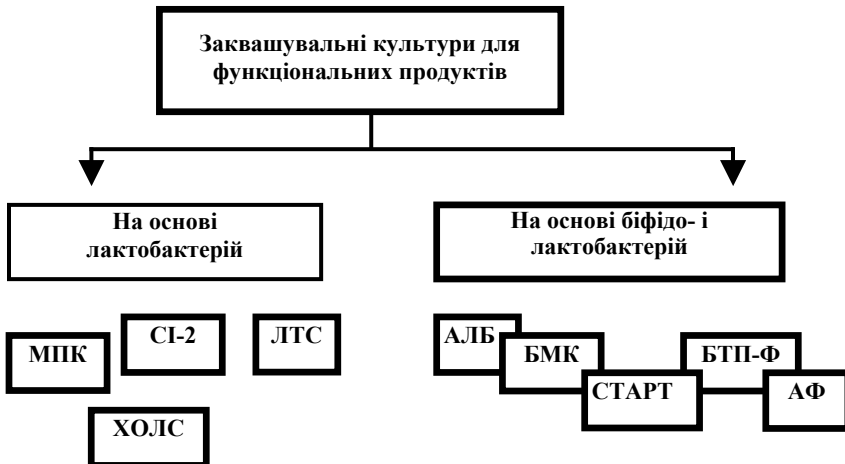 Заквашувальні культури для
функціональних продуктів
На основі
лактобактерій
На основі біфідо- і
лактобактерій
МПК
СІ-2
ЛТС
ХОЛС
АЛБ
БМК
СТАРТ
БТП-Ф
АФ